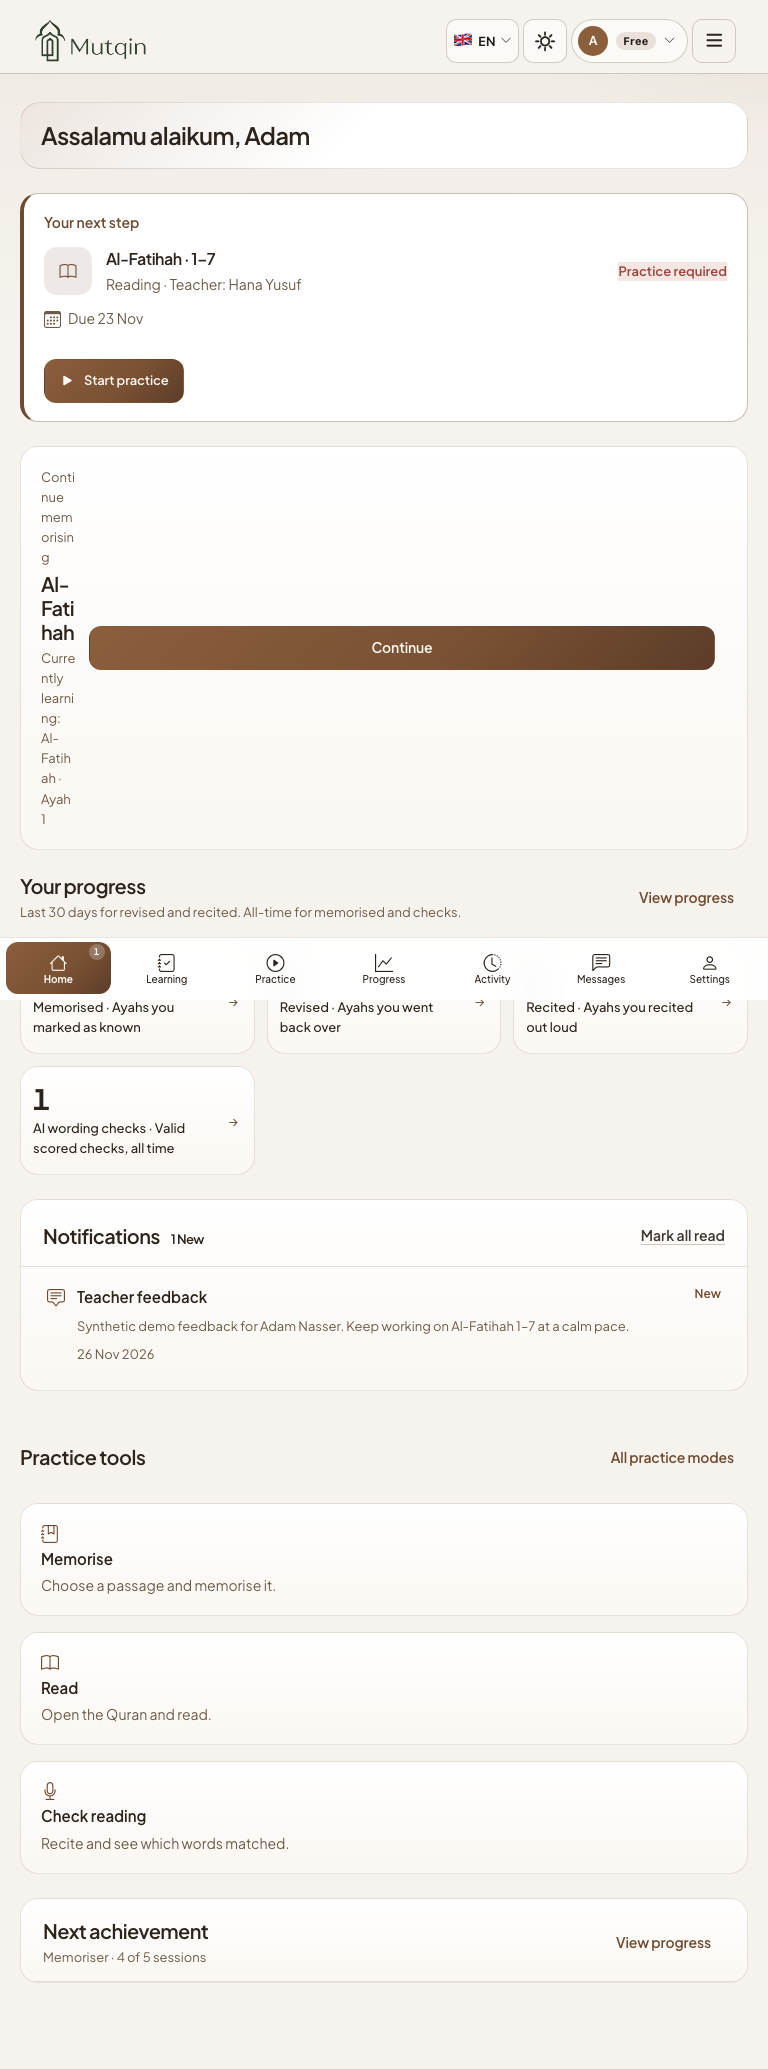 Mutqin
EN
A
Free
Assalamu alaikum, Adam
Your next step
Al-Fatihah · 1–7
Reading · Teacher: Hana Yusuf
Practice required
Due 23 Nov
Start practice
Conti
nue
mem
orisin
g
Al-
Fati
hah
Curre
ntly
learni
ng:
Al-
Fatih
ah ·
Ayah
1
Continue
Your progress
Last 30 days for revised and recited. All-time for memorised and checks.
View progress
1
Home
Learning
Practice
Progress
Activity
Messages
Settings
Memorised · Ayahs you
marked as known
Revised · Ayahs you went
back over
Recited · Ayahs you recited
out loud
1
AI wording checks · Valid
scored checks, all time
Notifications
1 New
Mark all read
Teacher feedback
New
Synthetic demo feedback for Adam Nasser. Keep working on Al-Fatihah 1–7 at a calm pace.
26 Nov 2026
Practice tools
All practice modes
Memorise
Choose a passage and memorise it.
Read
Open the Quran and read.
Check reading
Recite and see which words matched.
Next achievement
Memoriser · 4 of 5 sessions
View progress